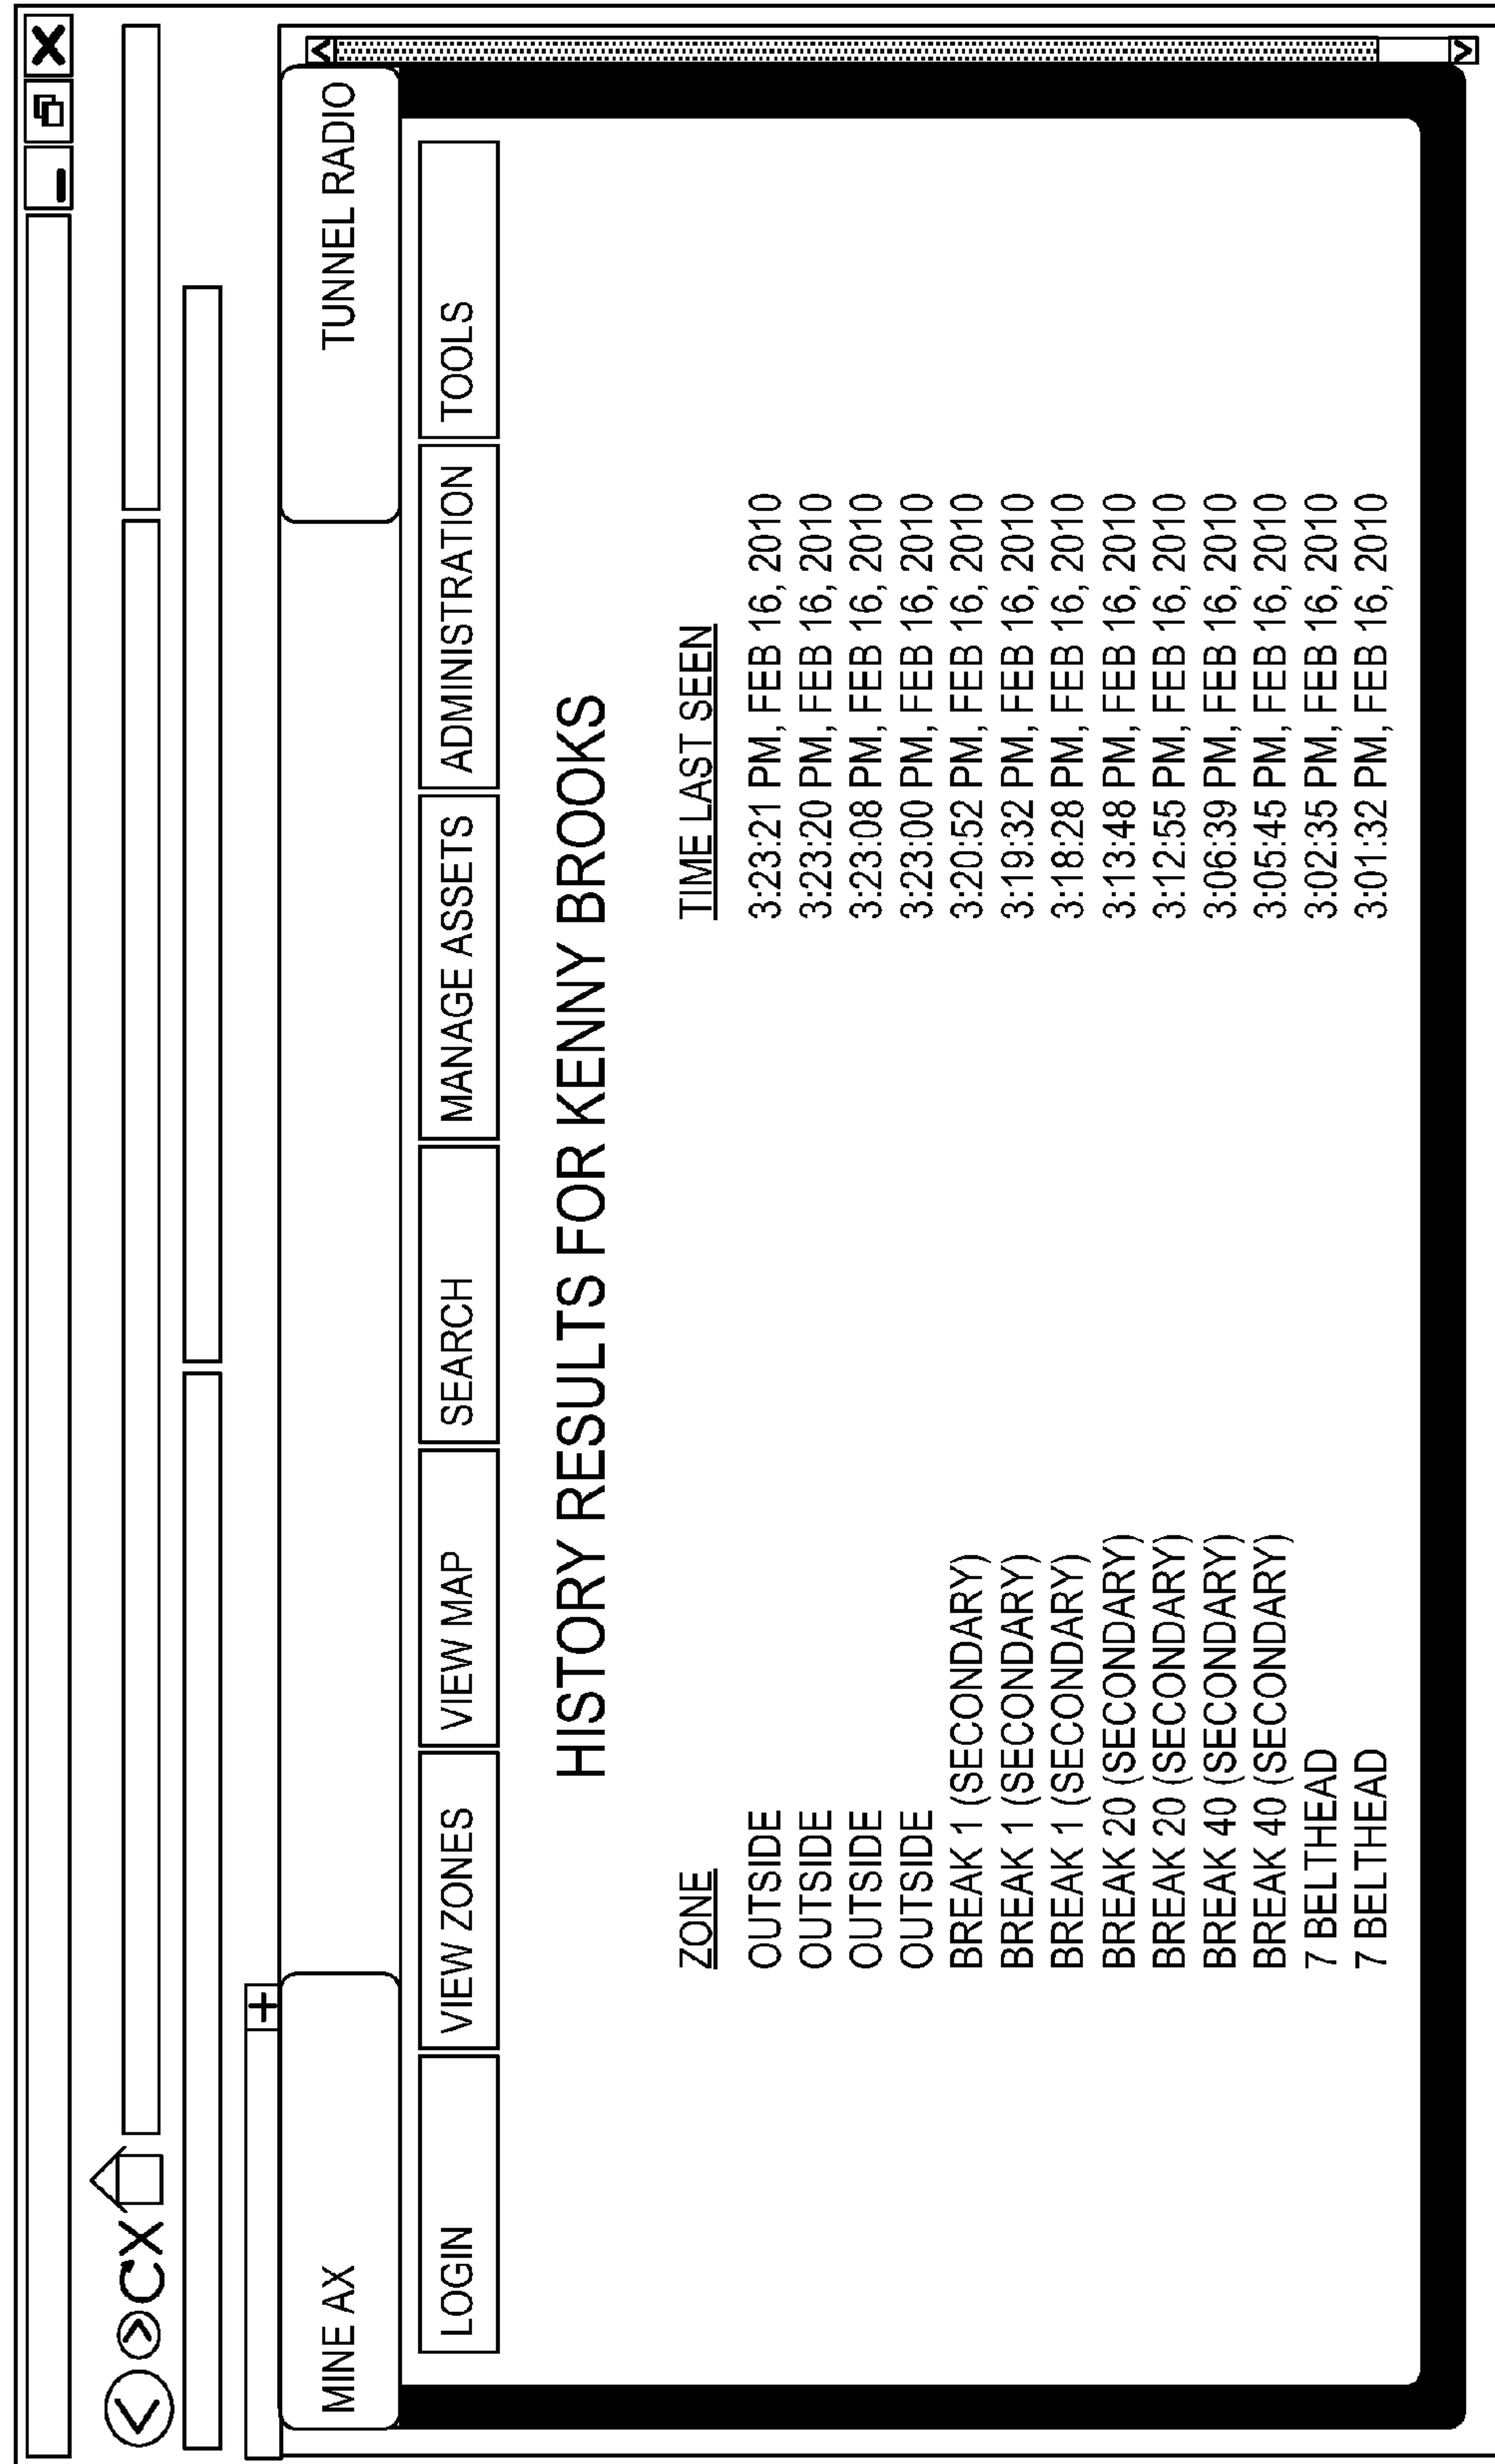 MINE AX TUNNEL RADIO
LOGIN VIEW ZONES VIEW MAP SEARCH MANAGE ASSETS ADMINISTRATION TOOLS
HISTORY RESULTS FOR KENNY BROOKS
ZONE TIME LAST SEEN
OUTSIDE 3:23:21 PM, FEB 16, 2010
OUTSIDE 3:23:20 PM, FEB 16, 2010
OUTSIDE 3:23:08 PM, FEB 16, 2010
OUTSIDE 3:23:00 PM, FEB 16, 2010
BREAK 1 (SECONDARY) 3:20:52 PM, FEB 16, 2010
BREAK 1 (SECONDARY) 3:19:32 PM, FEB 16, 2010
BREAK 1 (SECONDARY) 3:18:28 PM, FEB 16, 2010
BREAK 20 (SECONDARY) 3:13:48 PM, FEB 16, 2010
BREAK 20 (SECONDARY) 3:12:55 PM, FEB 16, 2010
BREAK 40 (SECONDARY) 3:06:39 PM, FEB 16, 2010
BREAK 40 (SECONDARY) 3:05:45 PM, FEB 16, 2010
7 BELTHEAD 3:02:35 PM, FEB 16, 2010
7 BELTHEAD 3:01:32 PM, FEB 16, 2010